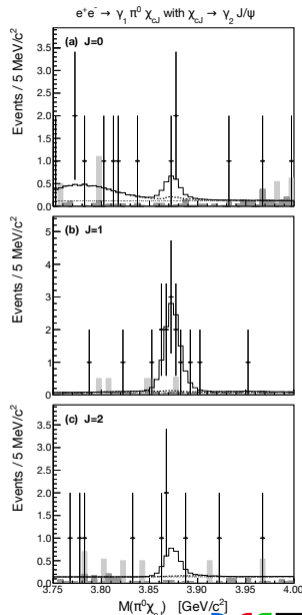 e⁺e⁻ → γ₁ π⁰ χ_cJ with χ_cJ → γ₂ J/ψ
(a) J=0
Events / 5 MeV/c²
3.5
3.0
2.5
2.0
1.5
1.0
0.5
0.0
(b) J=1
Events / 5 MeV/c²
5
4
3
2
1
0
(c) J=2
Events / 5 MeV/c²
3.5
3.0
2.5
2.0
1.5
1.0
0.5
3.75 3.80 3.85 3.90 3.95 4.00
M(π⁰χ [GeV/c²]